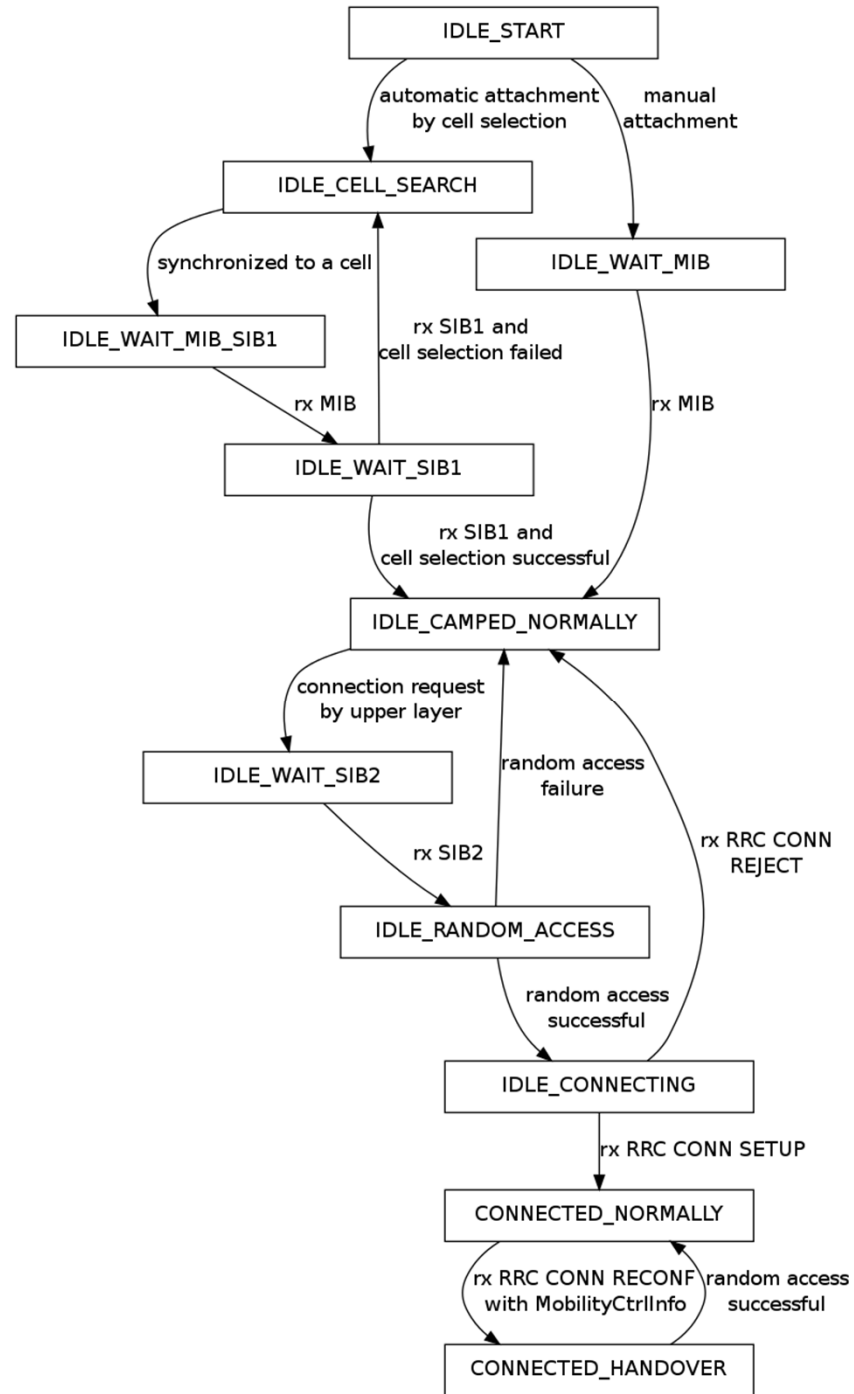 IDLE_START
automatic attachment
by cell selection
manual
attachment
IDLE_CELL_SEARCH
synchronized to a cell
IDLE_WAIT_MIB
IDLE_WAIT_MIB_SIB1
rx SIB1 and
cell selection failed
rx MIB
rx MIB
IDLE_WAIT_SIB1
rx SIB1 and
cell selection successful
IDLE_CAMPED_NORMALLY
connection request
by upper layer
IDLE_WAIT_SIB2
random access
failure
rx SIB2
rx RRC CONN
REJECT
IDLE_RANDOM_ACCESS
random access
successful
IDLE_CONNECTING
rx RRC CONN SETUP
CONNECTED_NORMALLY
rx RRC CONN RECONF
with MobilityCtrlInfo
random access
successful
CONNECTED_HANDOVER